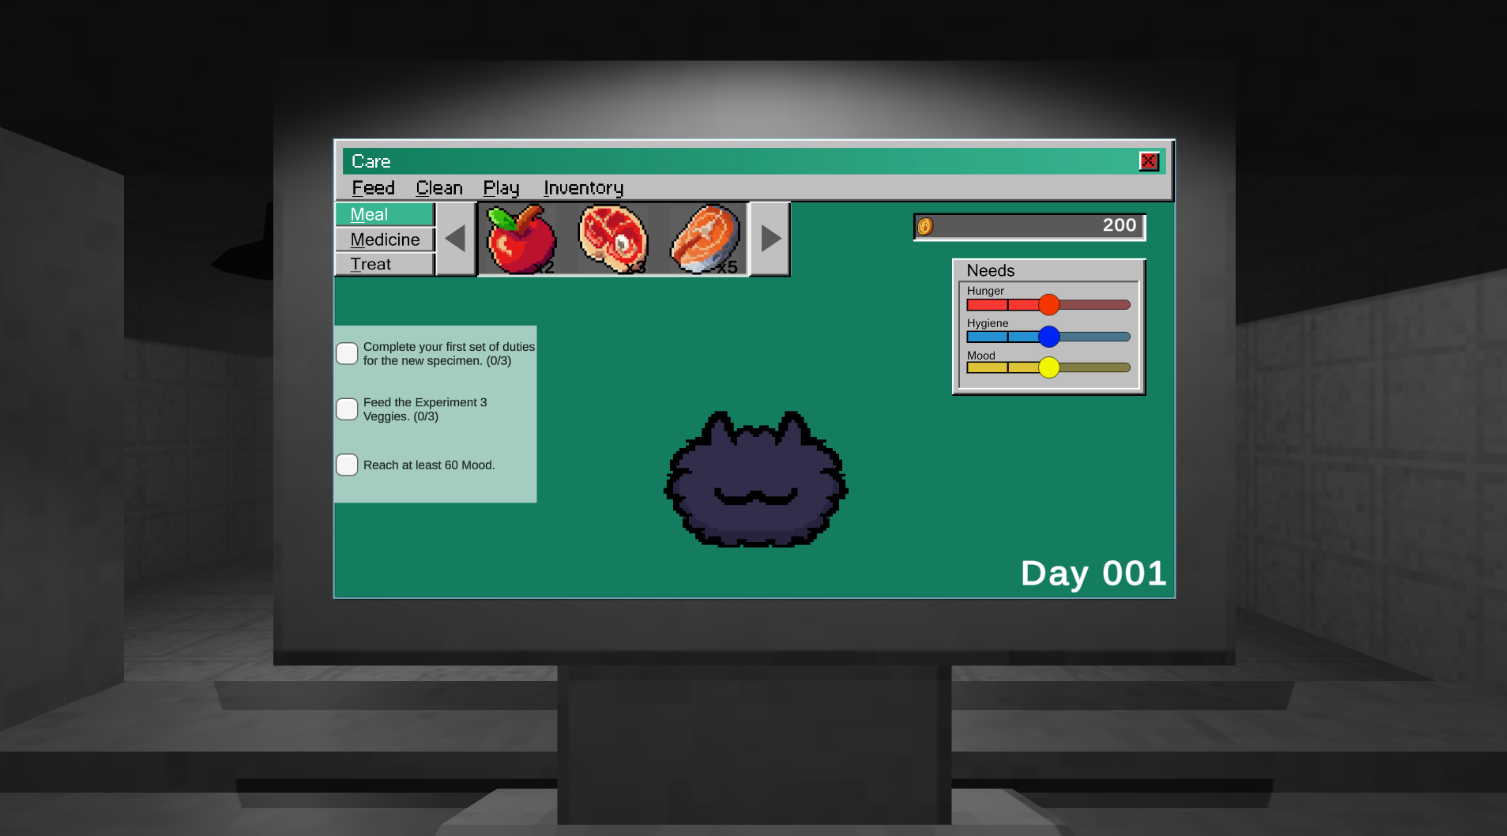 Care
Feed Clean Play Inventory
Meal
Medicine
Treat
x2
x3
x5
200
Needs
Hunger
Hygiene
Mood
Complete your first set of duties
for the new specimen. (0/3)
Feed the Experiment 3
Veggies. (0/3)
Reach at least 60 Mood.
Day 001